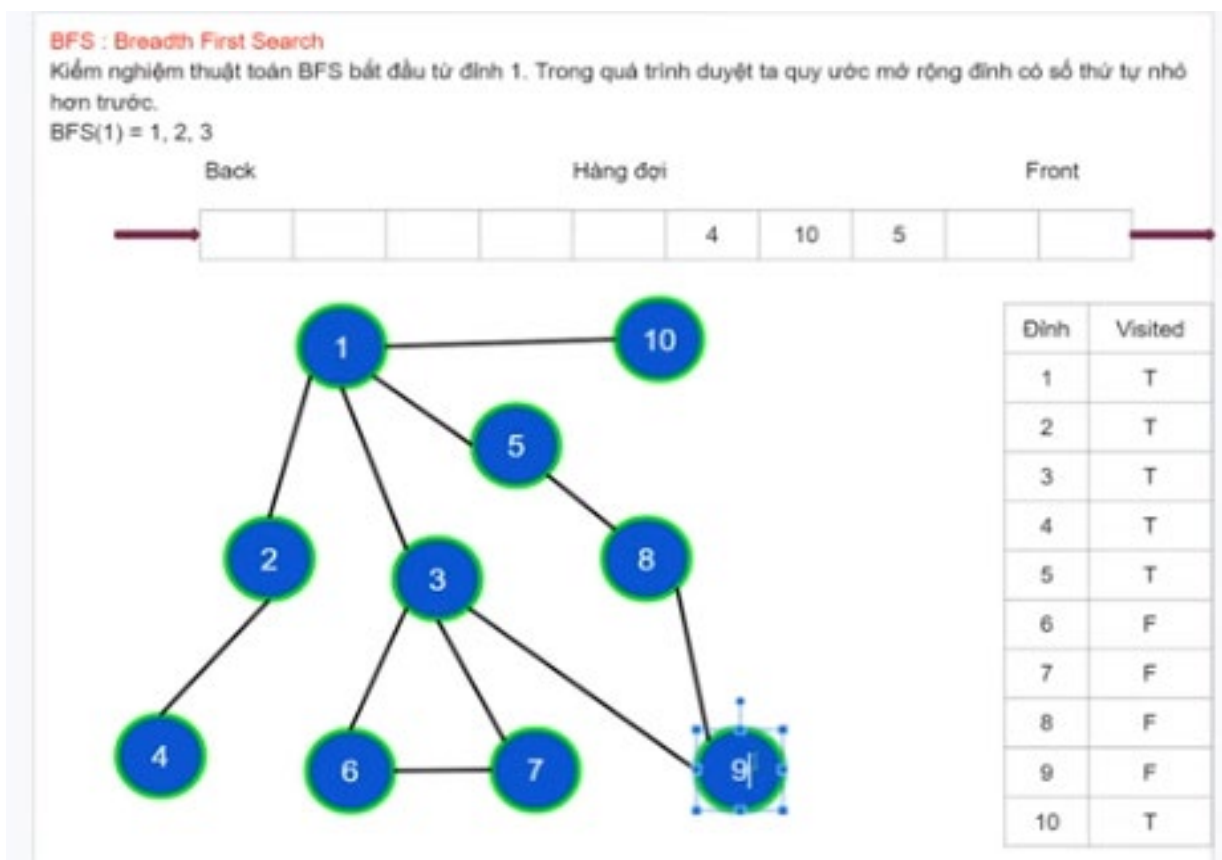 BFS : Breadth First Search
Kiểm nghiệm thuật toán BFS bắt đầu từ đỉnh 1. Trong quá trình duyệt ta quy ước mở rộng đỉnh có số thứ tự nhỏ
hơn trước.
BFS(1) = 1, 2, 3
Back Hàng đợi Front
4 10 5
1 10
5
2 3 8
4 6 7 9
Đỉnh Visited
1 T
2 T
3 T
4 T
5 T
6 F
7 F
8 F
9 F
10 T